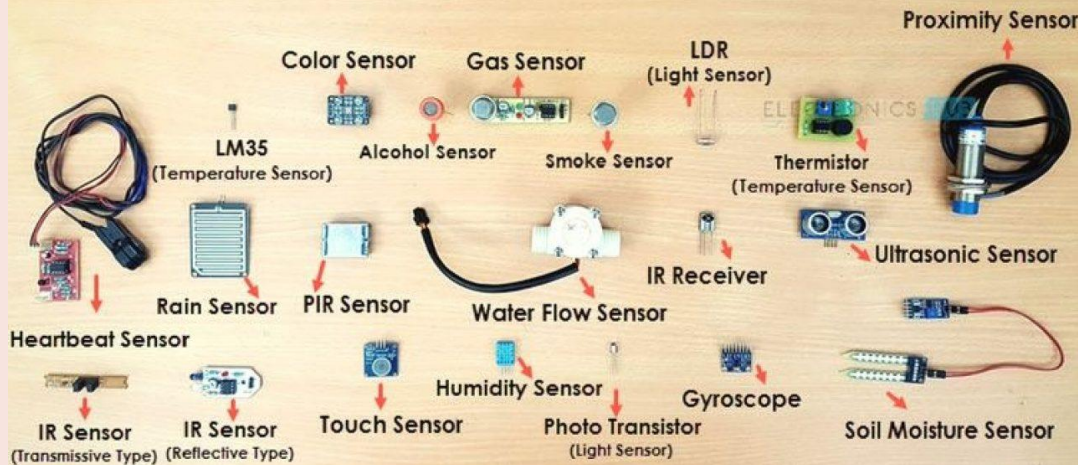 Proximity Sensor
Color Sensor
Gas Sensor
LDR
(Light Sensor)
LM35
(Temperature Sensor)
Alcohol Sensor
Smoke Sensor
Thermistor
(Temperature Sensor)
Rain Sensor
PIR Sensor
Water Flow Sensor
IR Receiver
Ultrasonic Sensor
Heartbeat Sensor
IR Sensor
(Transmissive Type)
IR Sensor
(Reflective Type)
Touch Sensor
Humidity Sensor
Photo Transistor
(Light Sensor)
Gyroscope
Soil Moisture Sensor